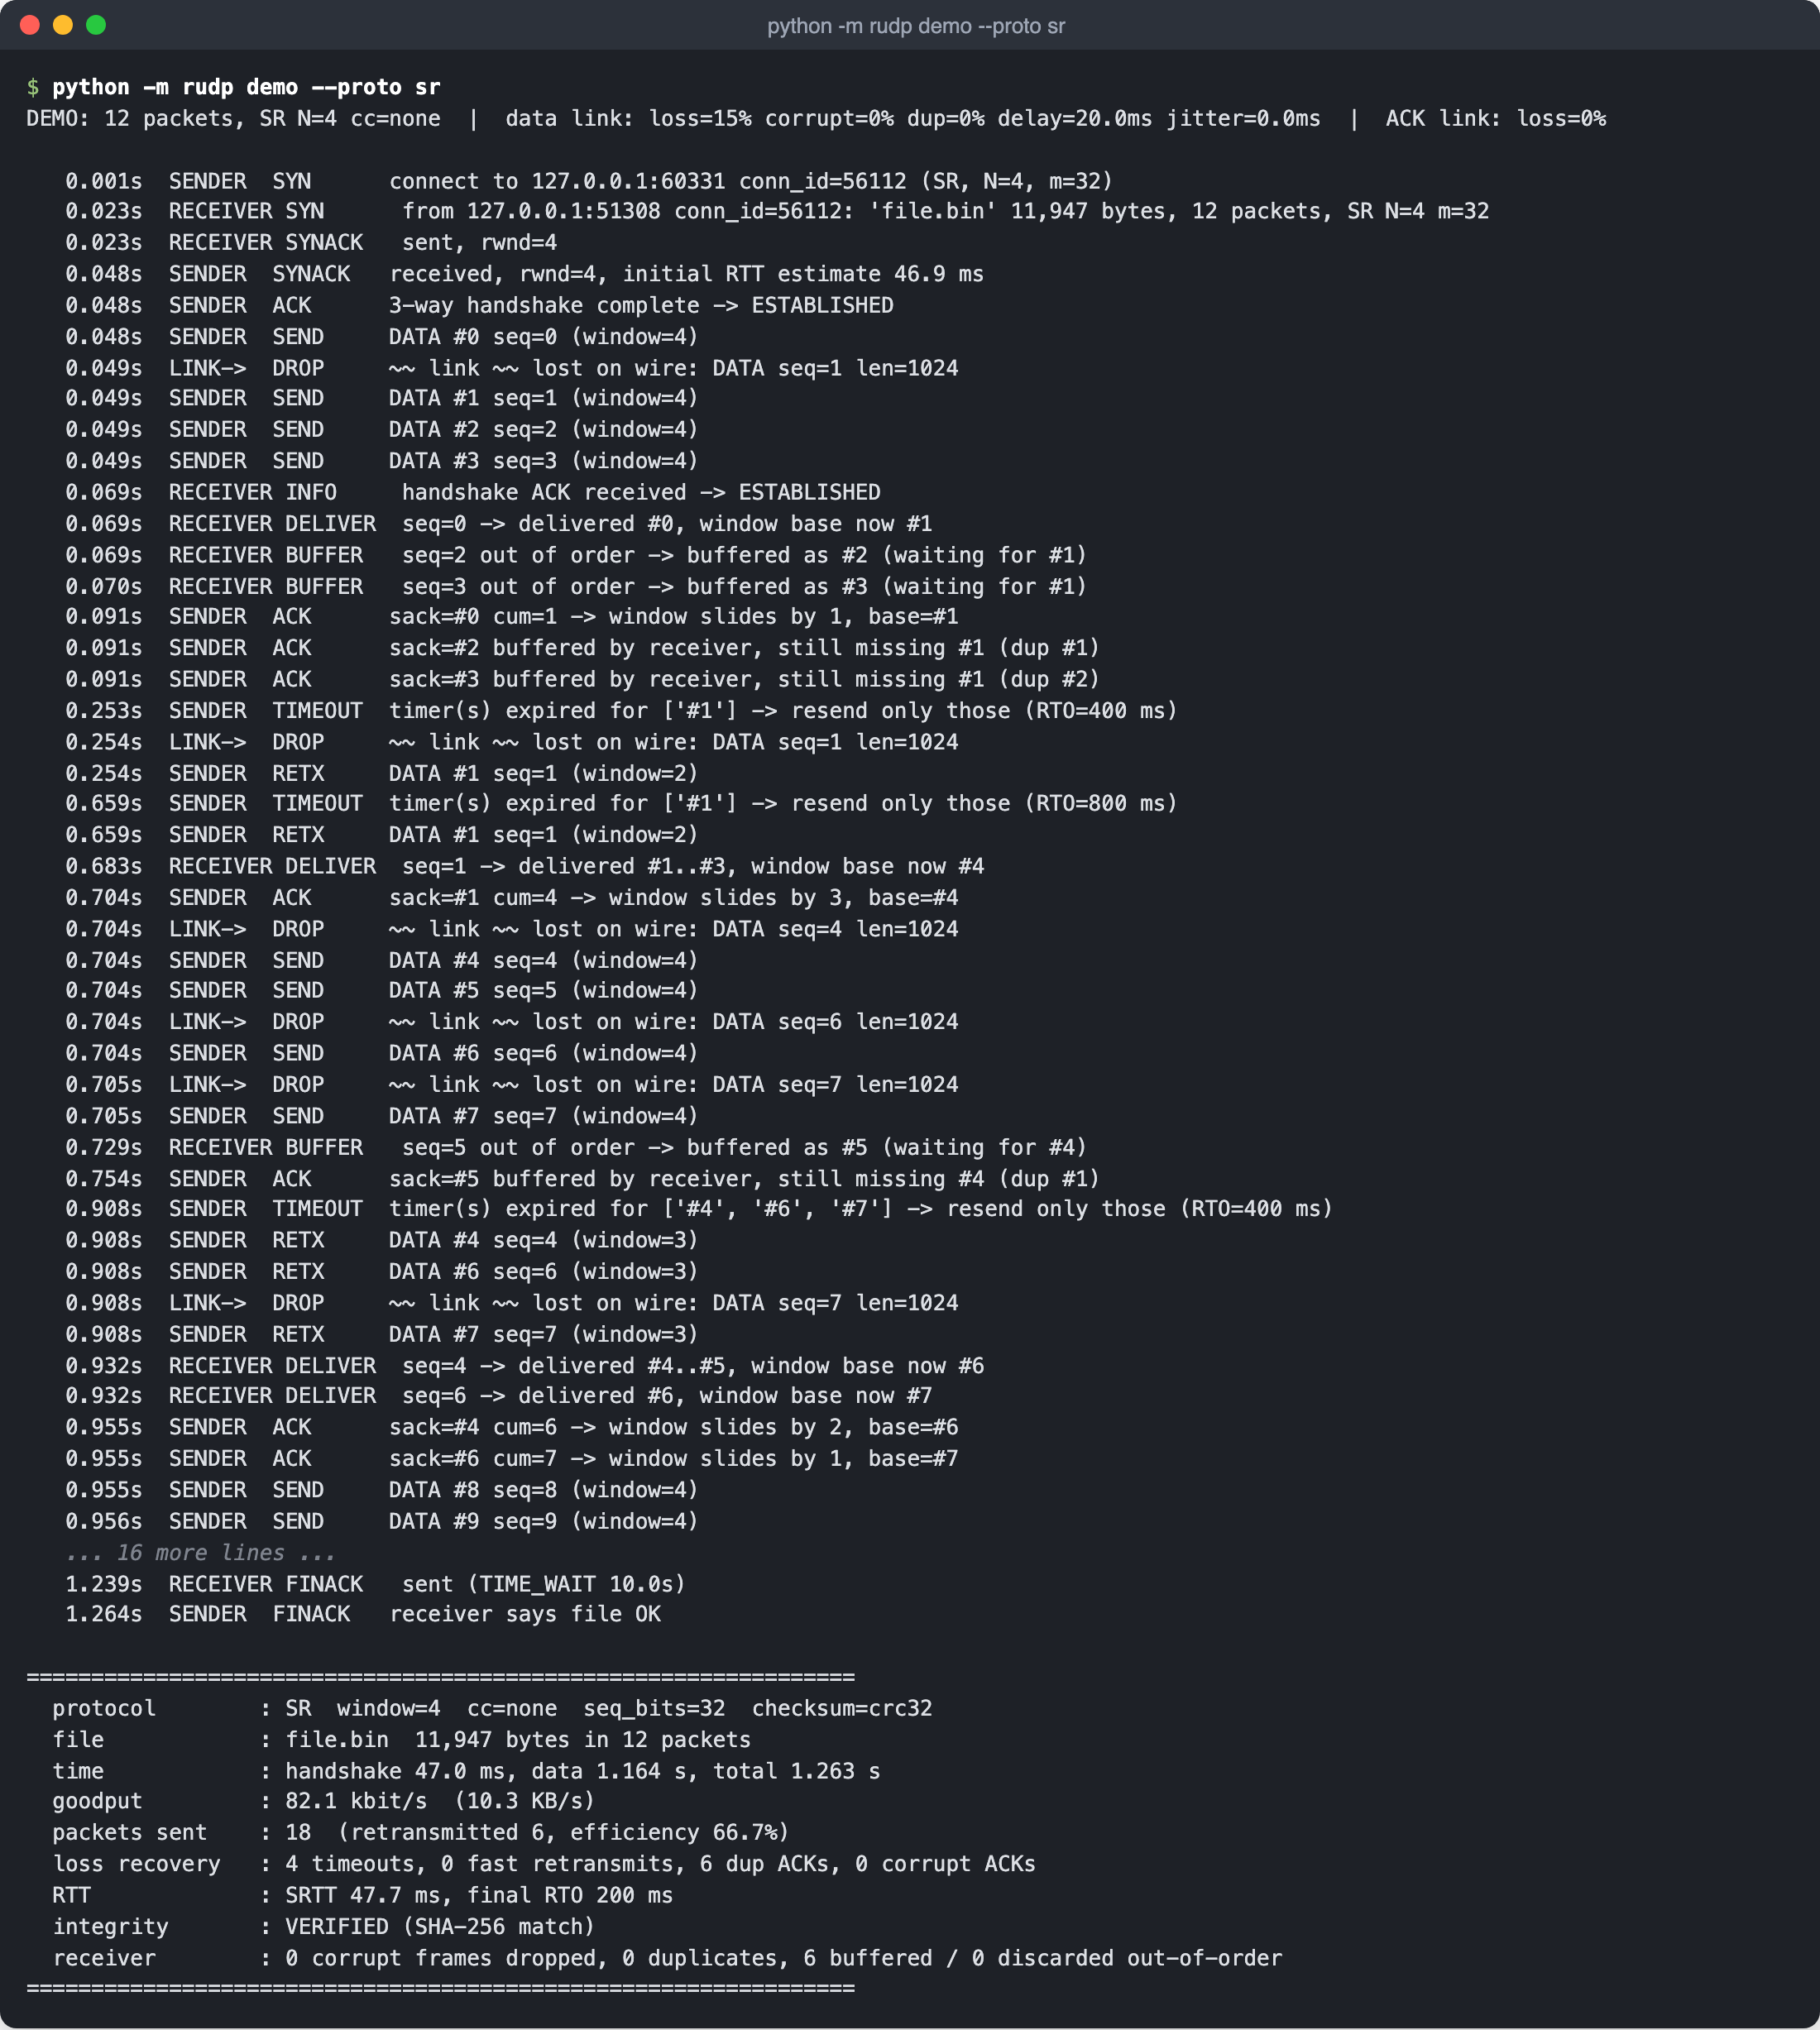 python -m rudp demo --proto sr
$ python -m rudp demo --proto sr
DEMO: 12 packets, SR N=4 cc=none  |  data link: loss=15% corrupt=0% dup=0% delay=20.0ms jitter=0.0ms  |  ACK link: loss=0%
0.001s  SENDER  SYN      connect to 127.0.0.1:60331 conn_id=56112 (SR, N=4, m=32)
0.023s  RECEIVER SYN      from 127.0.0.1:51308 conn_id=56112: 'file.bin' 11,947 bytes, 12 packets, SR N=4 m=32
0.023s  RECEIVER SYNACK   sent, rwnd=4
0.048s  SENDER  SYNACK   received, rwnd=4, initial RTT estimate 46.9 ms
0.048s  SENDER  ACK      3-way handshake complete -> ESTABLISHED
0.048s  SENDER  SEND     DATA #0 seq=0 (window=4)
0.049s  LINK->  DROP     ~~ link ~~ lost on wire: DATA seq=1 len=1024
0.049s  SENDER  SEND     DATA #1 seq=1 (window=4)
0.049s  SENDER  SEND     DATA #2 seq=2 (window=4)
0.049s  SENDER  SEND     DATA #3 seq=3 (window=4)
0.069s  RECEIVER INFO     handshake ACK received -> ESTABLISHED
0.069s  RECEIVER DELIVER  seq=0 -> delivered #0, window base now #1
0.069s  RECEIVER BUFFER   seq=2 out of order -> buffered as #2 (waiting for #1)
0.070s  RECEIVER BUFFER   seq=3 out of order -> buffered as #3 (waiting for #1)
0.091s  SENDER  ACK      sack=#0 cum=1 -> window slides by 1, base=#1
0.091s  SENDER  ACK      sack=#2 buffered by receiver, still missing #1 (dup #1)
0.091s  SENDER  ACK      sack=#3 buffered by receiver, still missing #1 (dup #2)
0.253s  SENDER  TIMEOUT  timer(s) expired for ['#1'] -> resend only those (RTO=400 ms)
0.254s  LINK->  DROP     ~~ link ~~ lost on wire: DATA seq=1 len=1024
0.254s  SENDER  RETX     DATA #1 seq=1 (window=2)
0.659s  SENDER  TIMEOUT  timer(s) expired for ['#1'] -> resend only those (RTO=800 ms)
0.659s  SENDER  RETX     DATA #1 seq=1 (window=2)
0.683s  RECEIVER DELIVER  seq=1 -> delivered #1..#3, window base now #4
0.704s  SENDER  ACK      sack=#1 cum=4 -> window slides by 3, base=#4
0.704s  LINK->  DROP     ~~ link ~~ lost on wire: DATA seq=4 len=1024
0.704s  SENDER  SEND     DATA #4 seq=4 (window=4)
0.704s  SENDER  SEND     DATA #5 seq=5 (window=4)
0.704s  LINK->  DROP     ~~ link ~~ lost on wire: DATA seq=6 len=1024
0.704s  SENDER  SEND     DATA #6 seq=6 (window=4)
0.705s  LINK->  DROP     ~~ link ~~ lost on wire: DATA seq=7 len=1024
0.705s  SENDER  SEND     DATA #7 seq=7 (window=4)
0.729s  RECEIVER BUFFER   seq=5 out of order -> buffered as #5 (waiting for #4)
0.754s  SENDER  ACK      sack=#5 buffered by receiver, still missing #4 (dup #1)
0.908s  SENDER  TIMEOUT  timer(s) expired for ['#4', '#6', '#7'] -> resend only those (RTO=400 ms)
0.908s  SENDER  RETX     DATA #4 seq=4 (window=3)
0.908s  SENDER  RETX     DATA #6 seq=6 (window=3)
0.908s  LINK->  DROP     ~~ link ~~ lost on wire: DATA seq=7 len=1024
0.908s  SENDER  RETX     DATA #7 seq=7 (window=3)
0.932s  RECEIVER DELIVER  seq=4 -> delivered #4..#5, window base now #6
0.932s  RECEIVER DELIVER  seq=6 -> delivered #6, window base now #7
0.955s  SENDER  ACK      sack=#4 cum=6 -> window slides by 2, base=#6
0.955s  SENDER  ACK      sack=#6 cum=7 -> window slides by 1, base=#7
0.955s  SENDER  SEND     DATA #8 seq=8 (window=4)
0.956s  SENDER  SEND     DATA #9 seq=9 (window=4)
... 16 more lines ...
1.239s  RECEIVER FINACK   sent (TIME_WAIT 10.0s)
1.264s  SENDER  FINACK   receiver says file OK
================================================================
protocol        : SR  window=4  cc=none  seq_bits=32  checksum=crc32
file            : file.bin  11,947 bytes in 12 packets
time            : handshake 47.0 ms, data 1.164 s, total 1.263 s
goodput         : 82.1 kbit/s  (10.3 KB/s)
packets sent    : 18  (retransmitted 6, efficiency 66.7%)
loss recovery   : 4 timeouts, 0 fast retransmits, 6 dup ACKs, 0 corrupt ACKs
RTT             : SRTT 47.7 ms, final RTO 200 ms
integrity       : VERIFIED (SHA-256 match)
receiver        : 0 corrupt frames dropped, 0 duplicates, 6 buffered / 0 discarded out-of-order
================================================================